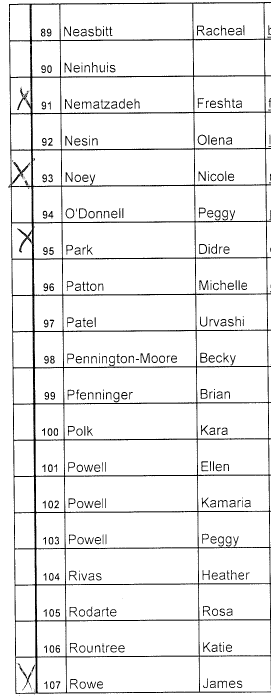 89 Neasbitt Racheal
90 Neinhuis
X 91 Nematzadeh Freshta
92 Nesin Olena
X 93 Noey Nicole
94 O'Donnell Peggy
X 95 Park Didre
96 Patton Michelle
97 Patel Urvashi
98 Pennington-Moore Becky
99 Pfenninger Brian
100 Polk Kara
101 Powell Ellen
102 Powell Kamaria
103 Powell Peggy
104 Rivas Heather
105 Rodarte Rosa
106 Rountree Katie
X 107 Rowe James